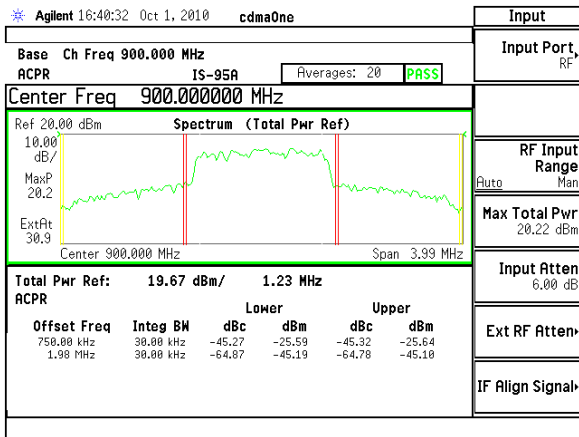 Agilent 16:40:32 Oct 1, 2010 cdmaOne
Input
Base Ch Freq 900.000 MHz
ACPR IS-95A Averages: 20 PASS
Input Port
RF
Center Freq 900.000000 MHz
Ref 20.00 dBm Spectrum (Total Pwr Ref)
10.00
dB/
MaxP
20.2
ExtAt
30.9
Center 900.000 MHz Span 3.99 MHz
RF Input
Range
Auto Man
Max Total Pwr
20.22 dBm
Input Atten
6.00 dB
Ext RF Atten
IF Align Signal
Total Pwr Ref: 19.67 dBm/ 1.23 MHz
ACPR
Lower Upper
Offset Freq Integ BW dBc dBm dBc dBm
750.00 kHz 30.00 kHz -45.27 -25.59 -45.32 -25.64
1.98 MHz 30.00 kHz -64.87 -45.19 -64.78 -45.10